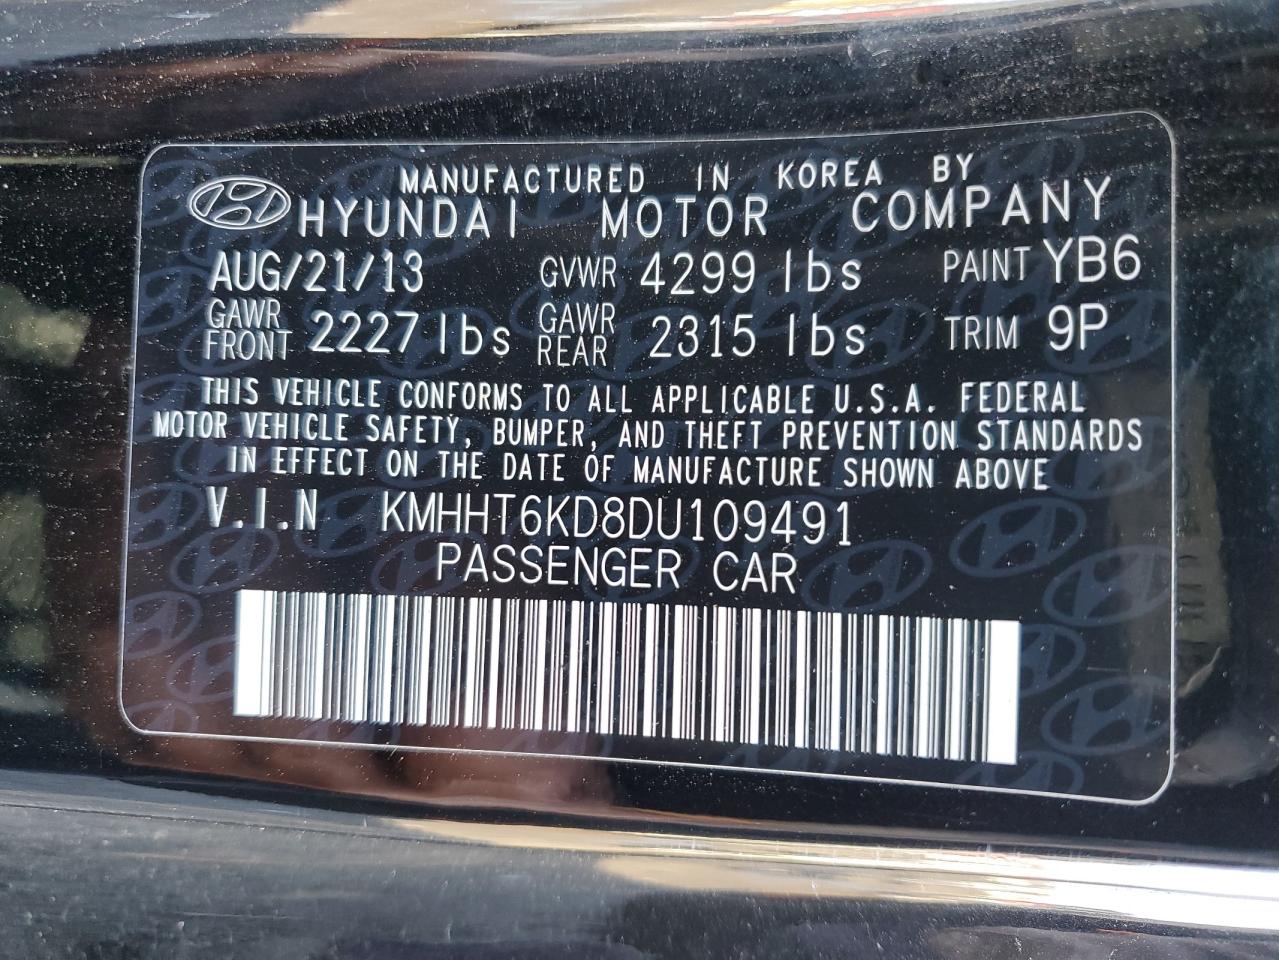 MANUFACTURED IN KOREA BY
HYUNDAI MOTOR COMPANY
AUG/21/13 GVWR 4299 lbs PAINT YB6
GAWR FRONT 2227 lbs GAWR REAR 2315 lbs TRIM 9P
THIS VEHICLE CONFORMS TO ALL APPLICABLE U.S.A. FEDERAL
MOTOR VEHICLE SAFETY, BUMPER, AND THEFT PREVENTION STANDARDS
IN EFFECT ON THE DATE OF MANUFACTURE SHOWN ABOVE
V.I.N KMHHT6KD8DU109491
PASSENGER CAR